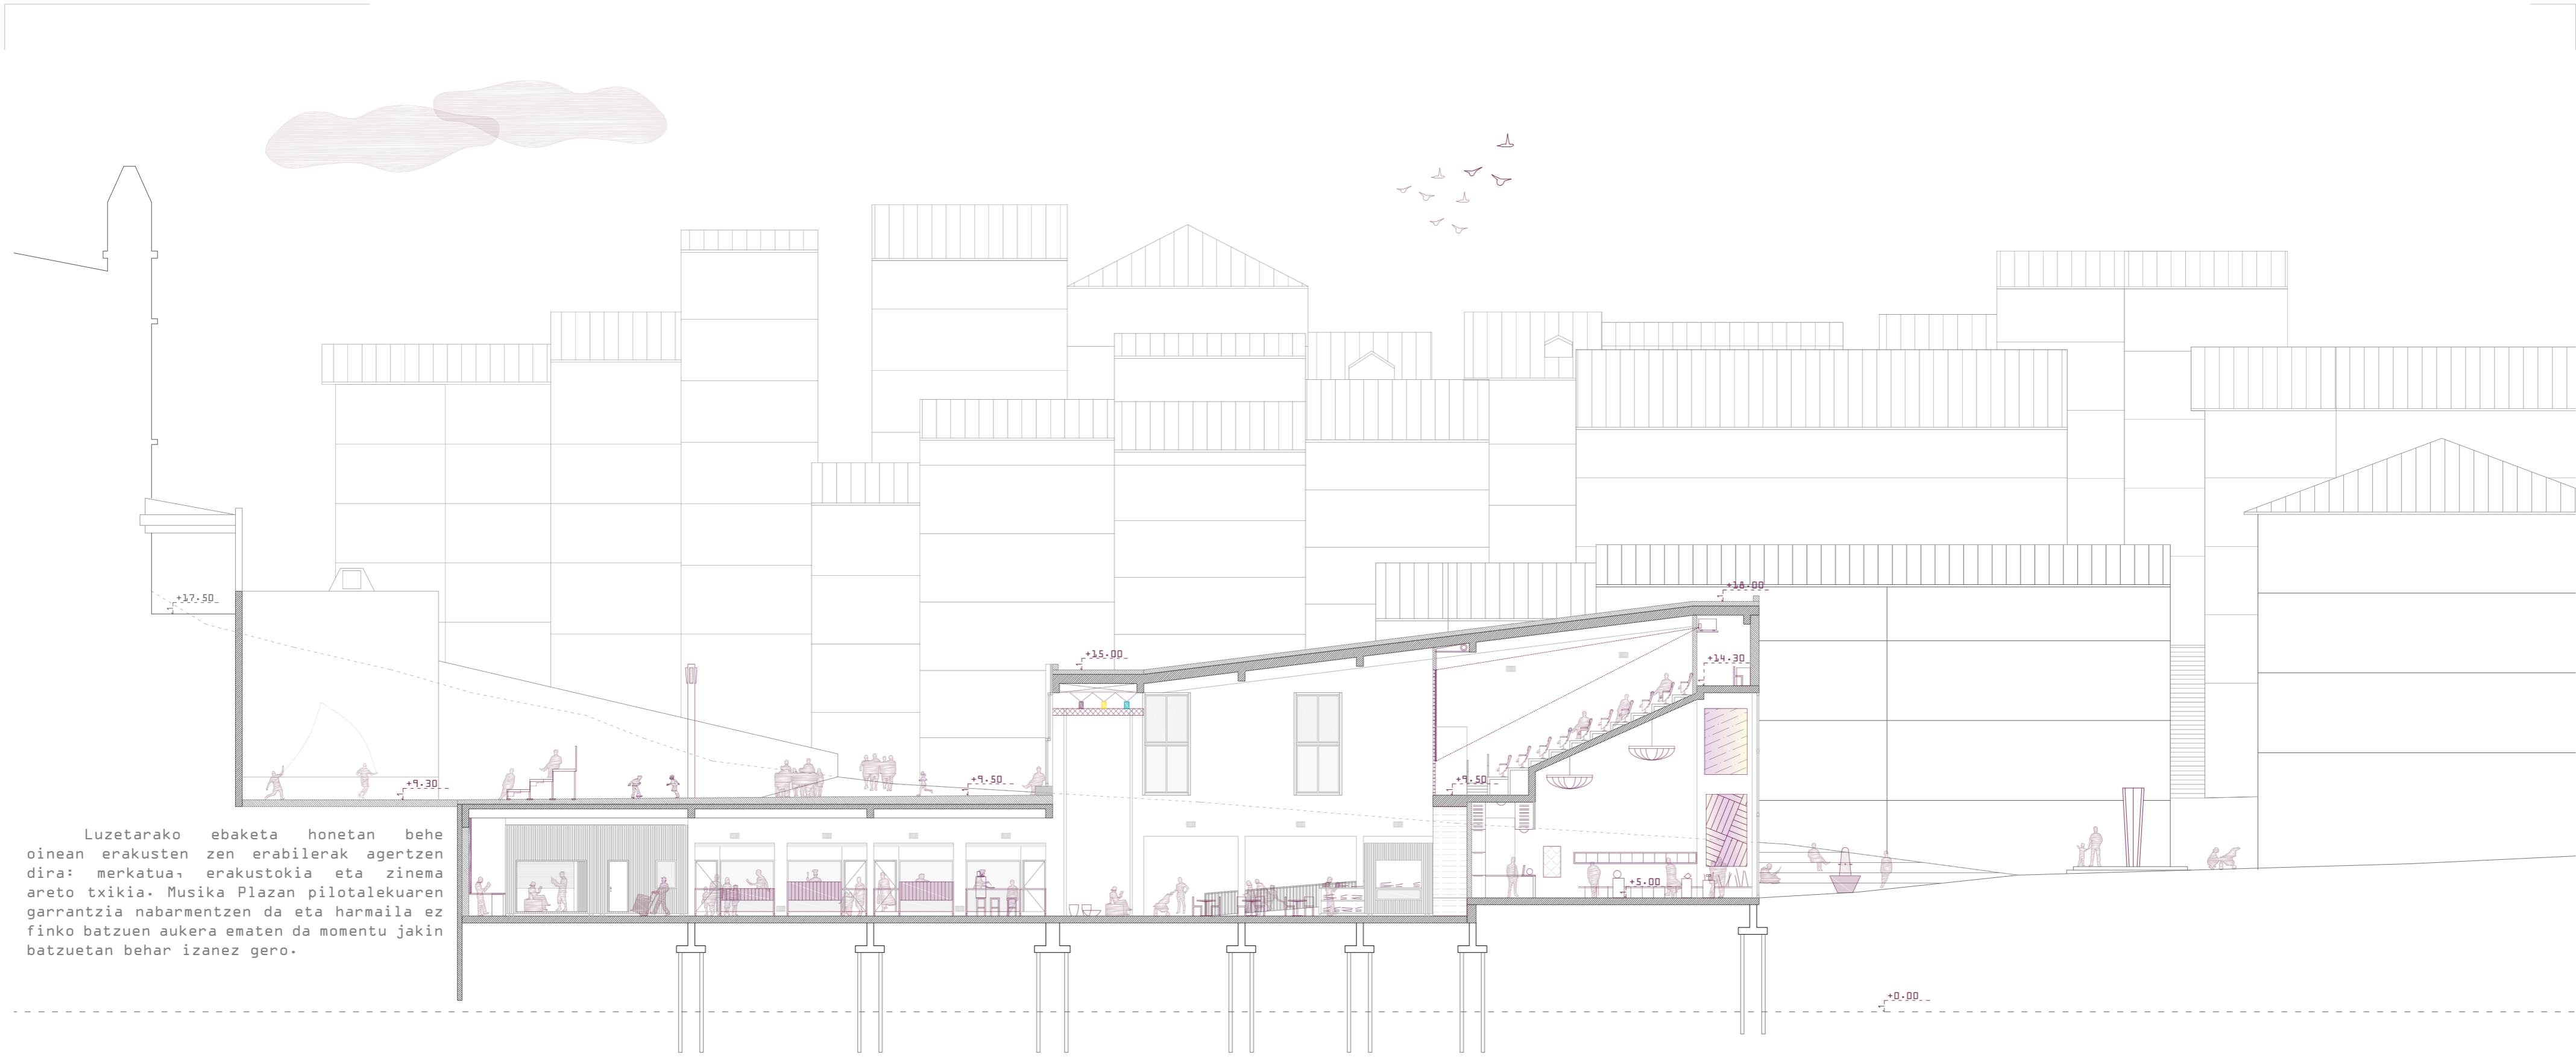 +18.00
+17.50
+15.00
+14.30
+9.30
+9.50
+9.50
Luzetarako ebaketa honetan behe
oinean erakusten zen erabilerak agertzen
dira: merkatua, erakustokia eta zinema
areto txikia. Musika Plazan pilotalekuaren
garrantzia nabarmentzen da eta harmaila ez
finko batzuen aukera ematen da momentu jakin
batzuetan behar izanez gero.
+5.00
+0.00